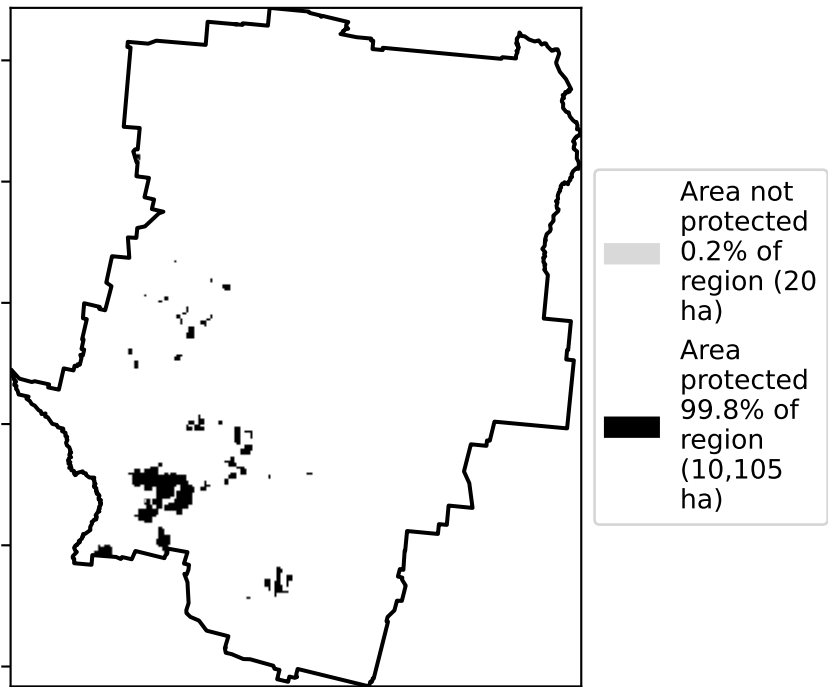 Area not
protected
0.2% of
region (20
ha)
Area
protected
99.8% of
region
(10,105
ha)